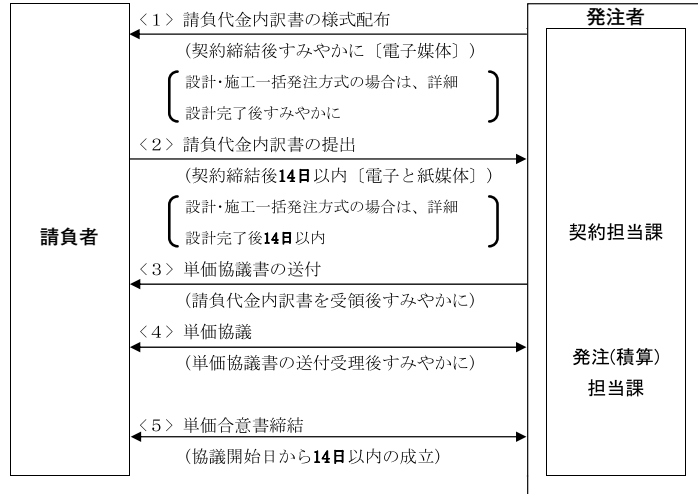 発注者
<1> 請負代金内訳書の様式配布
(契約締結後すみやかに〔電子媒体〕)
設計・施工一括発注方式の場合は、詳細
設計完了後すみやかに
<2> 請負代金内訳書の提出
(契約締結後14日以内〔電子と紙媒体〕)
設計・施工一括発注方式の場合は、詳細
設計完了後14日以内
請負者
契約担当課
<3> 単価協議書の送付
(請負代金内訳書を受領後すみやかに)
<4> 単価協議
(単価協議書の送付受理後すみやかに)
発注(積算)
担当課
<5> 単価合意書締結
(協議開始日から14日以内の成立)